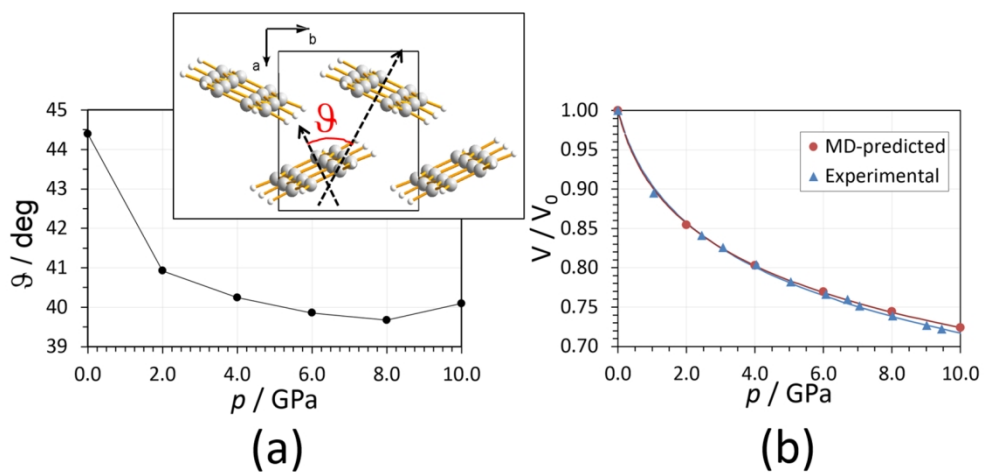 b
a
ϑ
45
44
43
42
41
40
39
ϑ / deg
0.0 2.0 4.0 6.0 8.0 10.0
p / GPa
(a)
1.00
0.95
0.90
0.85
0.80
0.75
0.70
V / V0
MD-predicted
Experimental
0.0 2.0 4.0 6.0 8.0 10.0
p / GPa
(b)